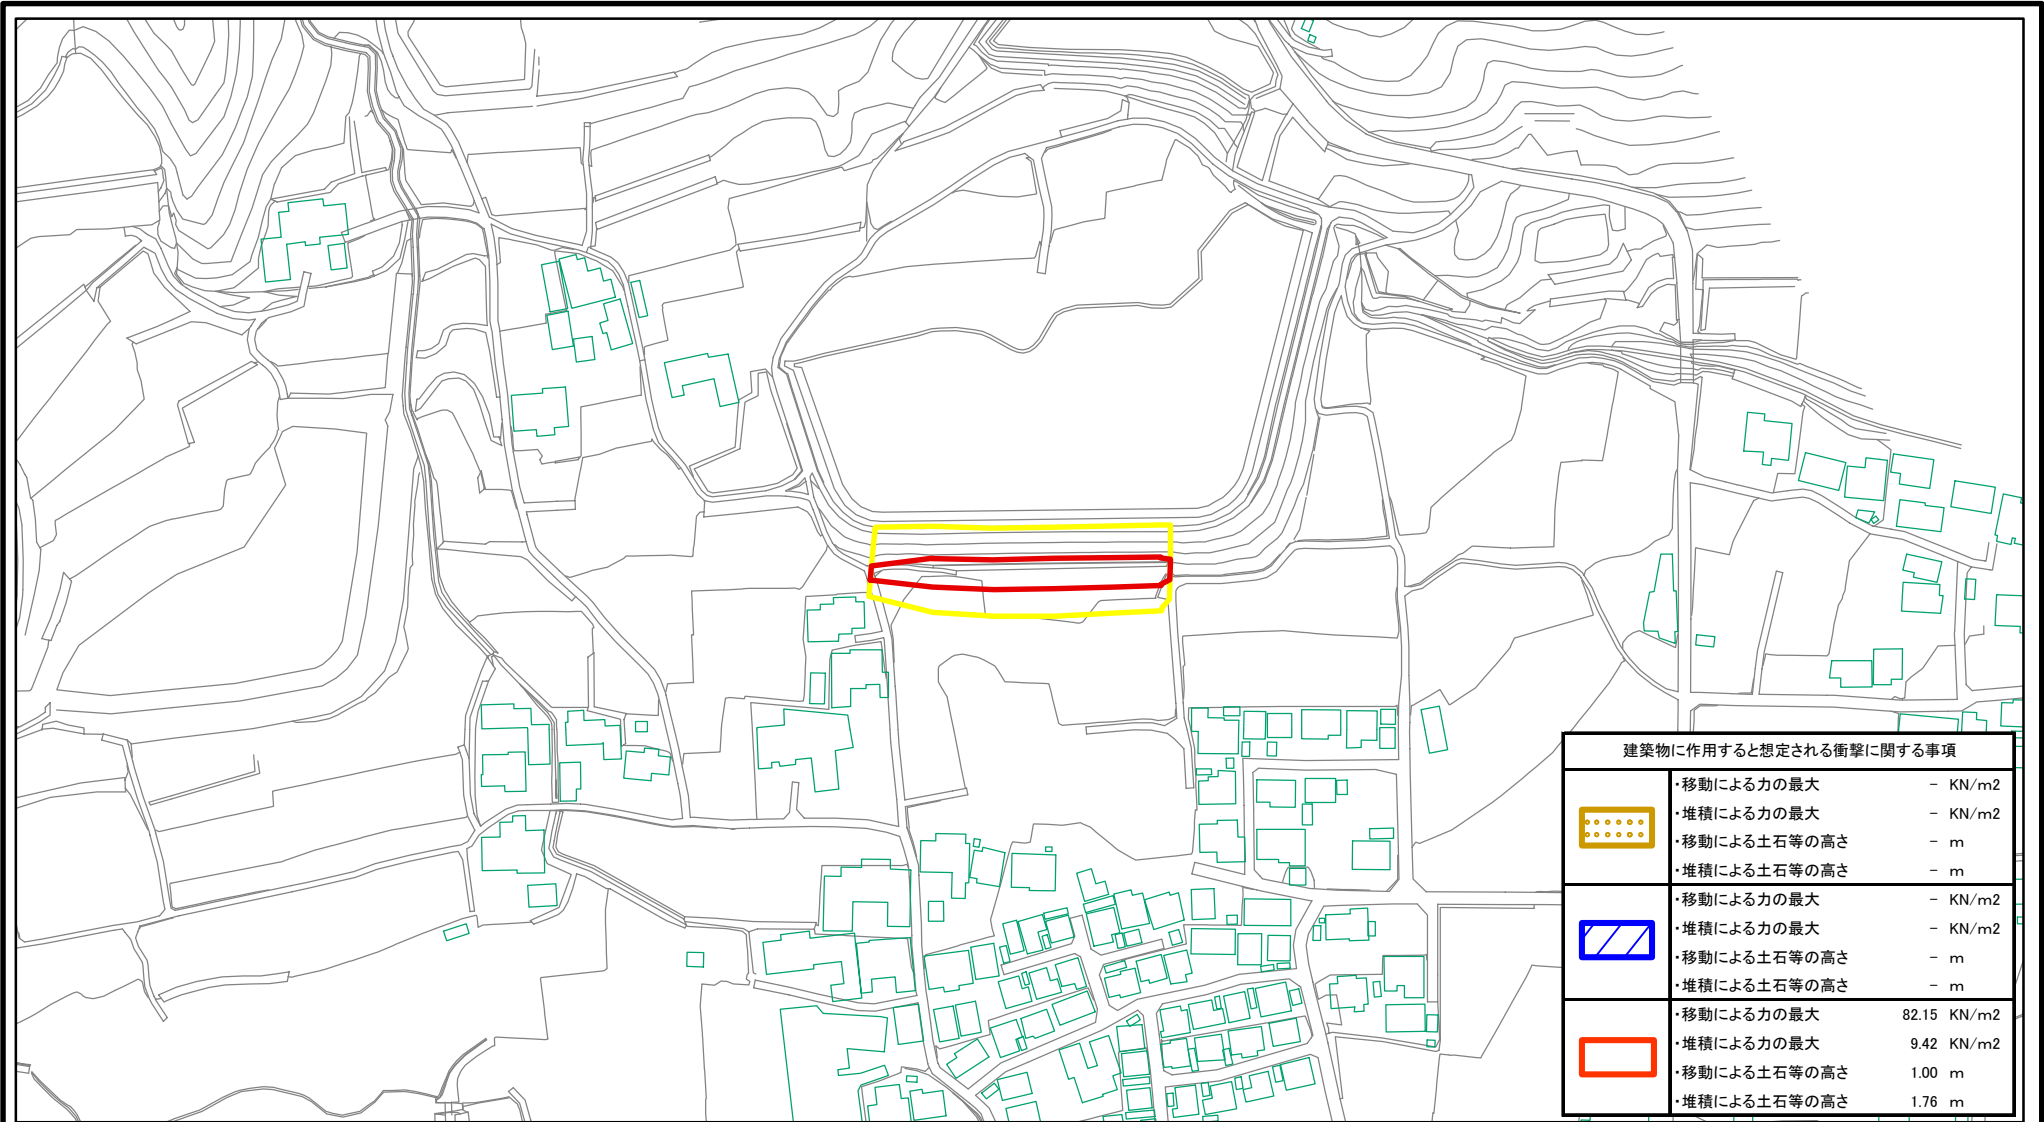 建築物に作用すると想定される衝撃に関する事項
・移動による力の最大 － KN/m2
・堆積による力の最大 － KN/m2
・移動による土石等の高さ － m
・堆積による土石等の高さ － m
・移動による力の最大 － KN/m2
・堆積による力の最大 － KN/m2
・移動による土石等の高さ － m
・堆積による土石等の高さ － m
・移動による力の最大 82.15 KN/m2
・堆積による力の最大 9.42 KN/m2
・移動による土石等の高さ 1.00 m
・堆積による土石等の高さ 1.76 m